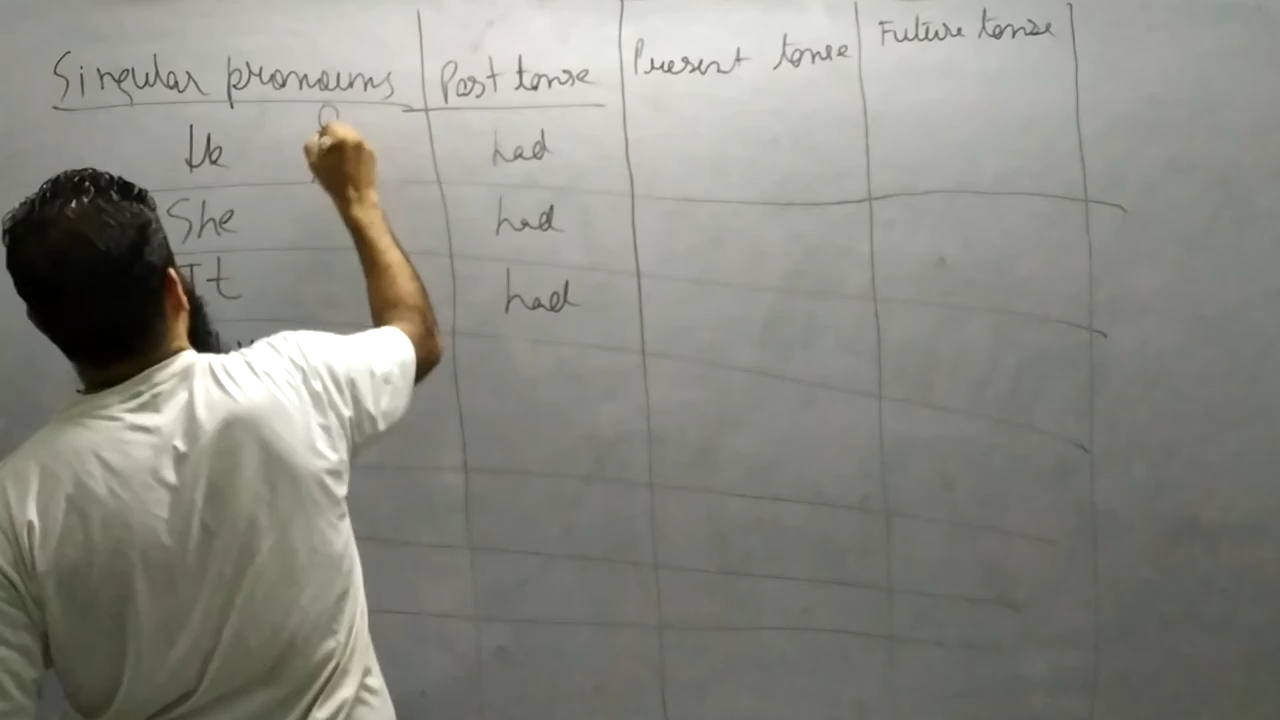 Singular pronouns Past tense Present tense Future tense
He had
She had
It had